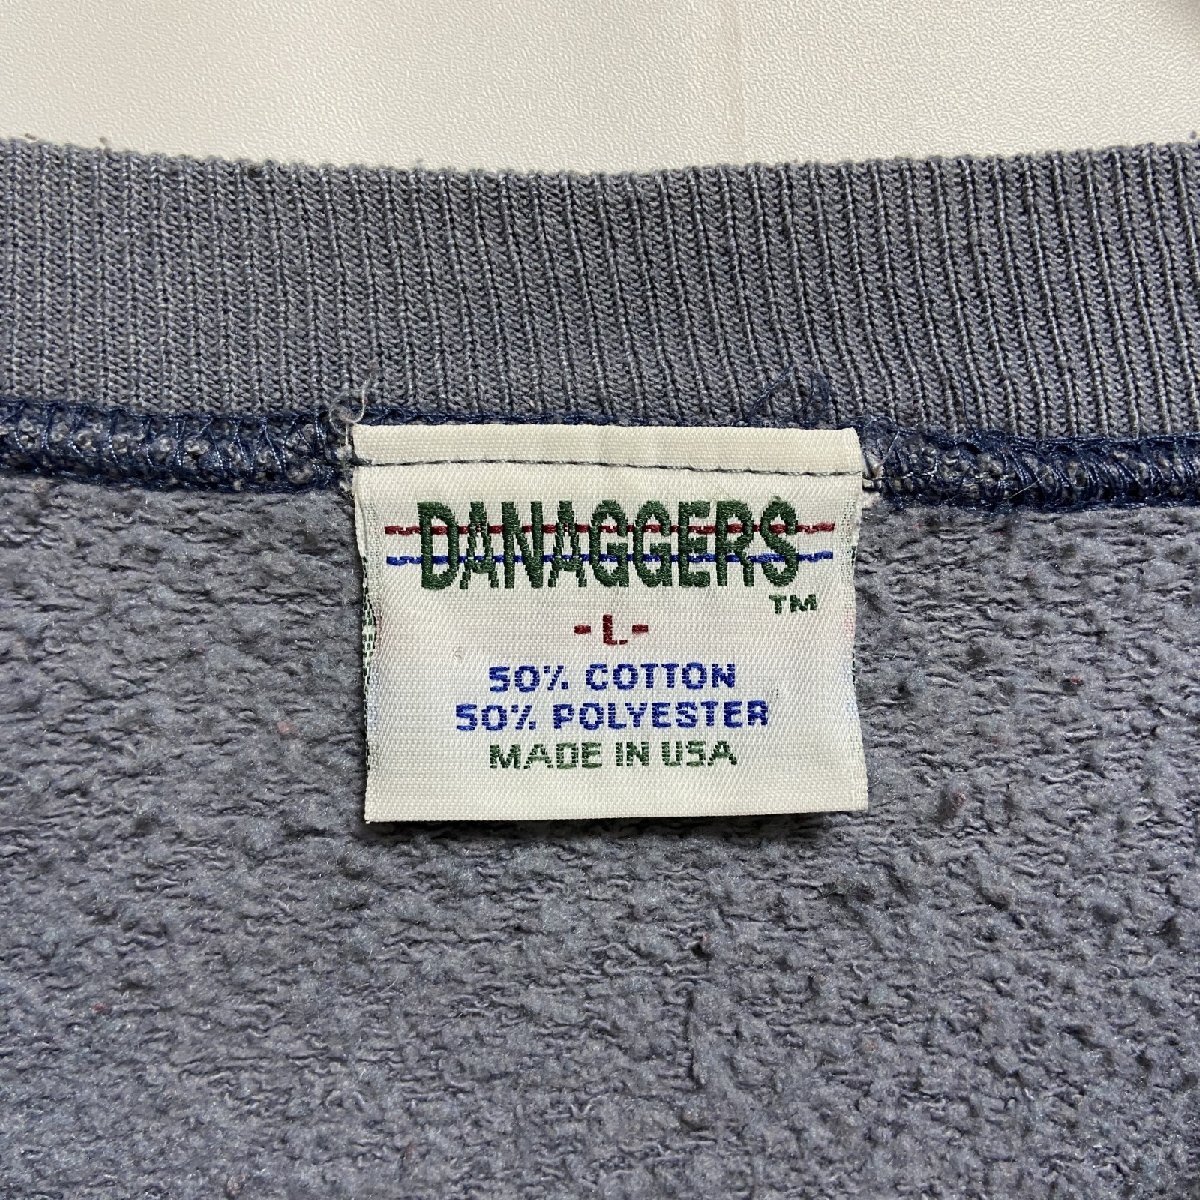 DANAGGERS
TM
-L-
50% COTTON
50% POLYESTER
MADE IN USA